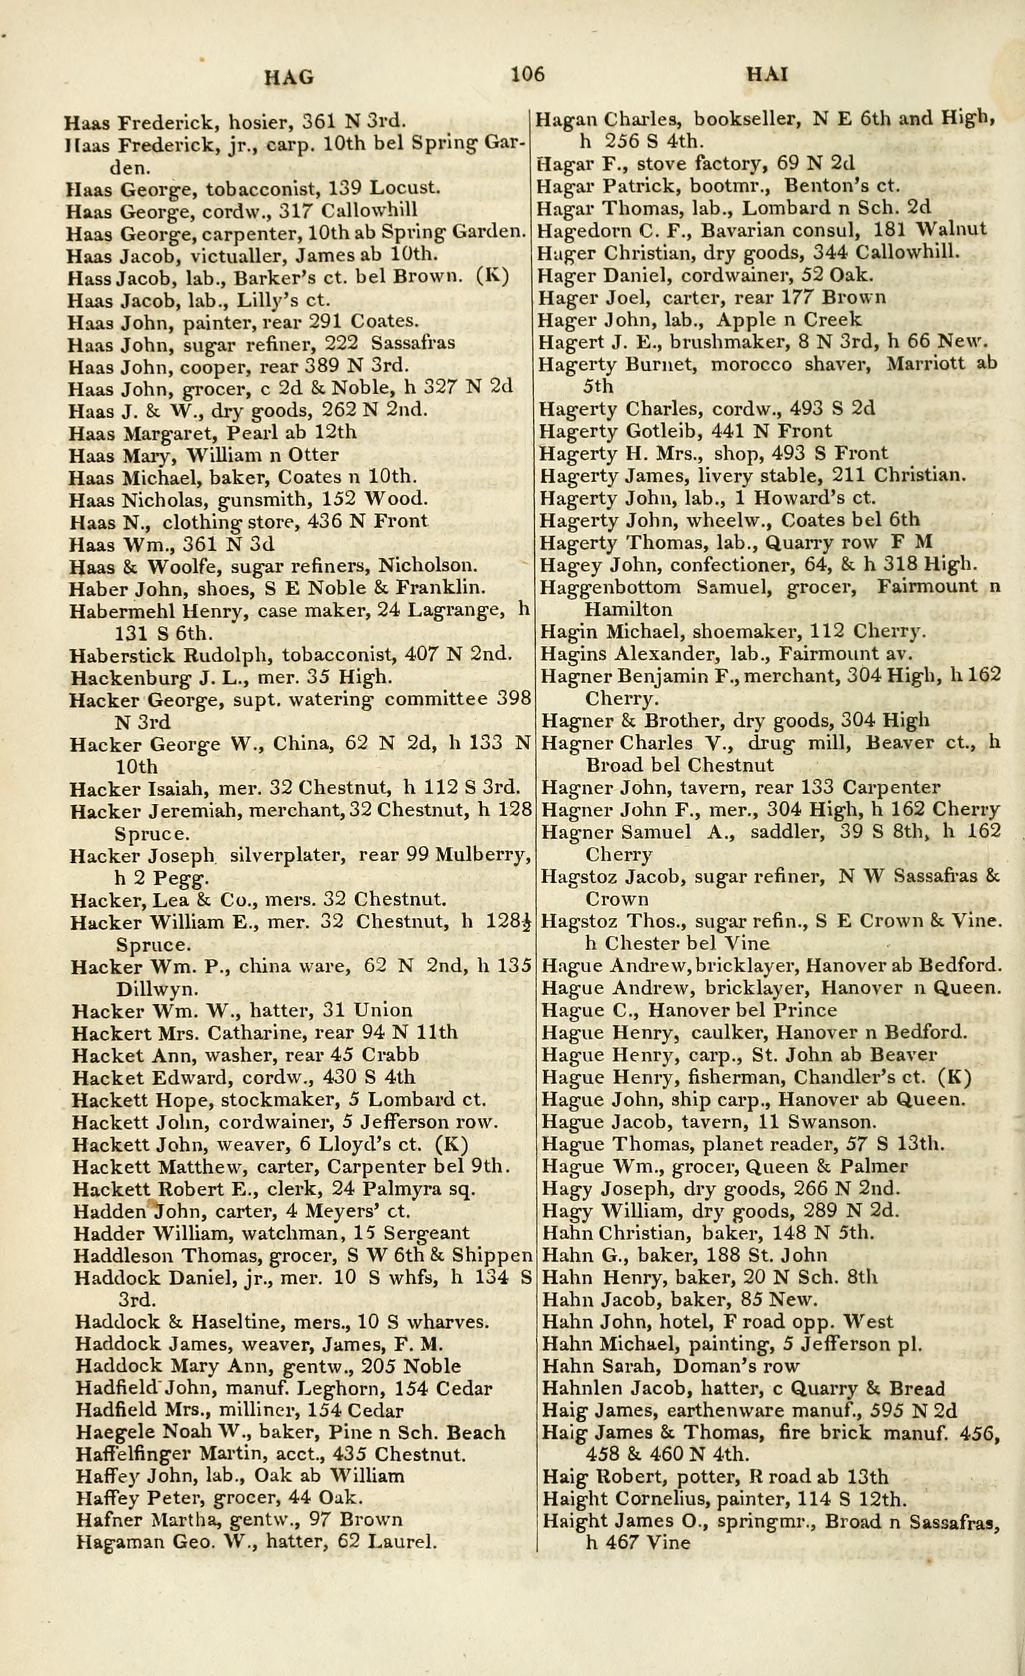 HAG 106 HAI
Haas Frederick, hosier, 361 N 3rd.
Haas Frederick, jr., carp. 10th bel Spring Gar-
den.
Haas George, tobacconist, 139 Locust.
Haas George, cordw., 317 Callowhill
Haas George, carpenter, 10th ab Spring Garden.
Haas Jacob, victualler, James ab 10th.
Hass Jacob, lab., Barker's ct. bel Brown. (K)
Haas Jacob, lab., Lilly's ct.
Haas John, painter, rear 291 Coates.
Haas John, sugar refiner, 222 Sassafras
Haas John, cooper, rear 389 N 3rd.
Haas John, grocer, c 2d & Noble, h 327 N 2d
Haas J. & W., dry goods, 262 N 2nd.
Haas Margaret, Pearl ab 12th
Haas Mary, William n Otter
Haas Michael, baker, Coates n 10th.
Haas Nicholas, gunsmith, 152 Wood.
Haas N., clothing store, 436 N Front
Haas Wm., 361 N 3d
Haas & Woolfe, sugar refiners, Nicholson.
Haber John, shoes, S E Noble & Franklin.
Habermehl Henry, case maker, 24 Lagrange, h
131 S 6th.
Haberstick Rudolph, tobacconist, 407 N 2nd.
Hackenburg J. L., mer. 35 High.
Hacker George, supt. watering committee 398
N 3rd
Hacker George W., China, 62 N 2d, h 133 N
10th
Hacker Isaiah, mer. 32 Chestnut, h 112 S 3rd.
Hacker Jeremiah, merchant, 32 Chestnut, h 128
Spruce.
Hacker Joseph silverplater, rear 99 Mulberry,
h 2 Pegg.
Hacker, Lea & Co., mers. 32 Chestnut.
Hacker William E., mer. 32 Chestnut, h 128½
Spruce.
Hacker Wm. P., china ware, 62 N 2nd, h 135
Dillwyn.
Hacker Wm. W., hatter, 31 Union
Hackert Mrs. Catharine, rear 94 N 11th
Hacket Ann, washer, rear 45 Crabb
Hacket Edward, cordw., 430 S 4th
Hackett Hope, stockmaker, 5 Lombard ct.
Hackett John, cordwainer, 5 Jefferson row.
Hackett John, weaver, 6 Lloyd's ct. (K)
Hackett Matthew, carter, Carpenter bel 9th.
Hackett Robert E., clerk, 24 Palmyra sq.
Hadden John, carter, 4 Meyers' ct.
Hadder William, watchman, 15 Sergeant
Haddleson Thomas, grocer, S W 6th & Shippen
Haddock Daniel, jr., mer. 10 S whfs, h 134 S
3rd.
Haddock & Haseltine, mers., 10 S wharves.
Haddock James, weaver, James, F. M.
Haddock Mary Ann, gentw., 205 Noble
Hadfield John, manuf. Leghorn, 154 Cedar
Hadfield Mrs., milliner, 154 Cedar
Haegele Noah W., baker, Pine n Sch. Beach
Haffelfinger Martin, acct., 435 Chestnut.
Haffey John, lab., Oak ab William
Haffey Peter, grocer, 44 Oak.
Hafner Martha, gentw., 97 Brown
Hagaman Geo. W., hatter, 62 Laurel.
Hagan Charles, bookseller, N E 6th and High,
h 256 S 4th.
Hagar F., stove factory, 69 N 2d
Hagar Patrick, bootmr., Benton's ct.
Hagar Thomas, lab., Lombard n Sch. 2d
Hagedorn C. F., Bavarian consul, 181 Walnut
Hager Christian, dry goods, 344 Callowhill.
Hager Daniel, cordwainer, 52 Oak.
Hager Joel, carter, rear 177 Brown
Hager John, lab., Apple n Creek
Hagert J. E., brushmaker, 8 N 3rd, h 66 New.
Hagerty Burnet, morocco shaver, Marriott ab
5th
Hagerty Charles, cordw., 493 S 2d
Hagerty Gotleib, 441 N Front
Hagerty H. Mrs., shop, 493 S Front
Hagerty James, livery stable, 211 Christian.
Hagerty John, lab., 1 Howard's ct.
Hagerty John, wheelw., Coates bel 6th
Hagerty Thomas, lab., Quarry row F M
Hagey John, confectioner, 64, & h 318 High.
Haggenbottom Samuel, grocer, Fairmount n
Hamilton
Hagin Michael, shoemaker, 112 Cherry.
Hagins Alexander, lab., Fairmount av.
Hagner Benjamin F., merchant, 304 High, h 162
Cherry.
Hagner & Brother, dry goods, 304 High
Hagner Charles V., drug mill, Beaver ct., h
Broad bel Chestnut
Hagner John, tavern, rear 133 Carpenter
Hagner John F., mer., 304 High, h 162 Cherry
Hagner Samuel A., saddler, 39 S 8th, h 162
Cherry
Hagstoz Jacob, sugar refiner, N W Sassafras &
Crown
Hagstoz Thos., sugar refin., S E Crown & Vine.
h Chester bel Vine
Hague Andrew, bricklayer, Hanover ab Bedford.
Hague Andrew, bricklayer, Hanover n Queen.
Hague C., Hanover bel Prince
Hague Henry, caulker, Hanover n Bedford.
Hague Henry, carp., St. John ab Beaver
Hague Henry, fisherman, Chandler's ct. (K)
Hague John, ship carp., Hanover ab Queen.
Hague Jacob, tavern, 11 Swanson.
Hague Thomas, planet reader, 57 S 13th.
Hague Wm., grocer, Queen & Palmer
Hagy Joseph, dry goods, 266 N 2nd.
Hagy William, dry goods, 289 N 2d.
Hahn Christian, baker, 148 N 5th.
Hahn G., baker, 188 St. John
Hahn Henry, baker, 20 N Sch. 8th
Hahn Jacob, baker, 85 New.
Hahn John, hotel, F road opp. West
Hahn Michael, painting, 5 Jefferson pl.
Hahn Sarah, Doman's row
Hahnlen Jacob, hatter, c Quarry & Bread
Haig James, earthenware manuf., 595 N 2d
Haig James & Thomas, fire brick manuf. 456,
458 & 460 N 4th.
Haig Robert, potter, R road ab 13th
Haight Cornelius, painter, 114 S 12th.
Haight James O., springmr., Broad n Sassafras,
h 467 Vine